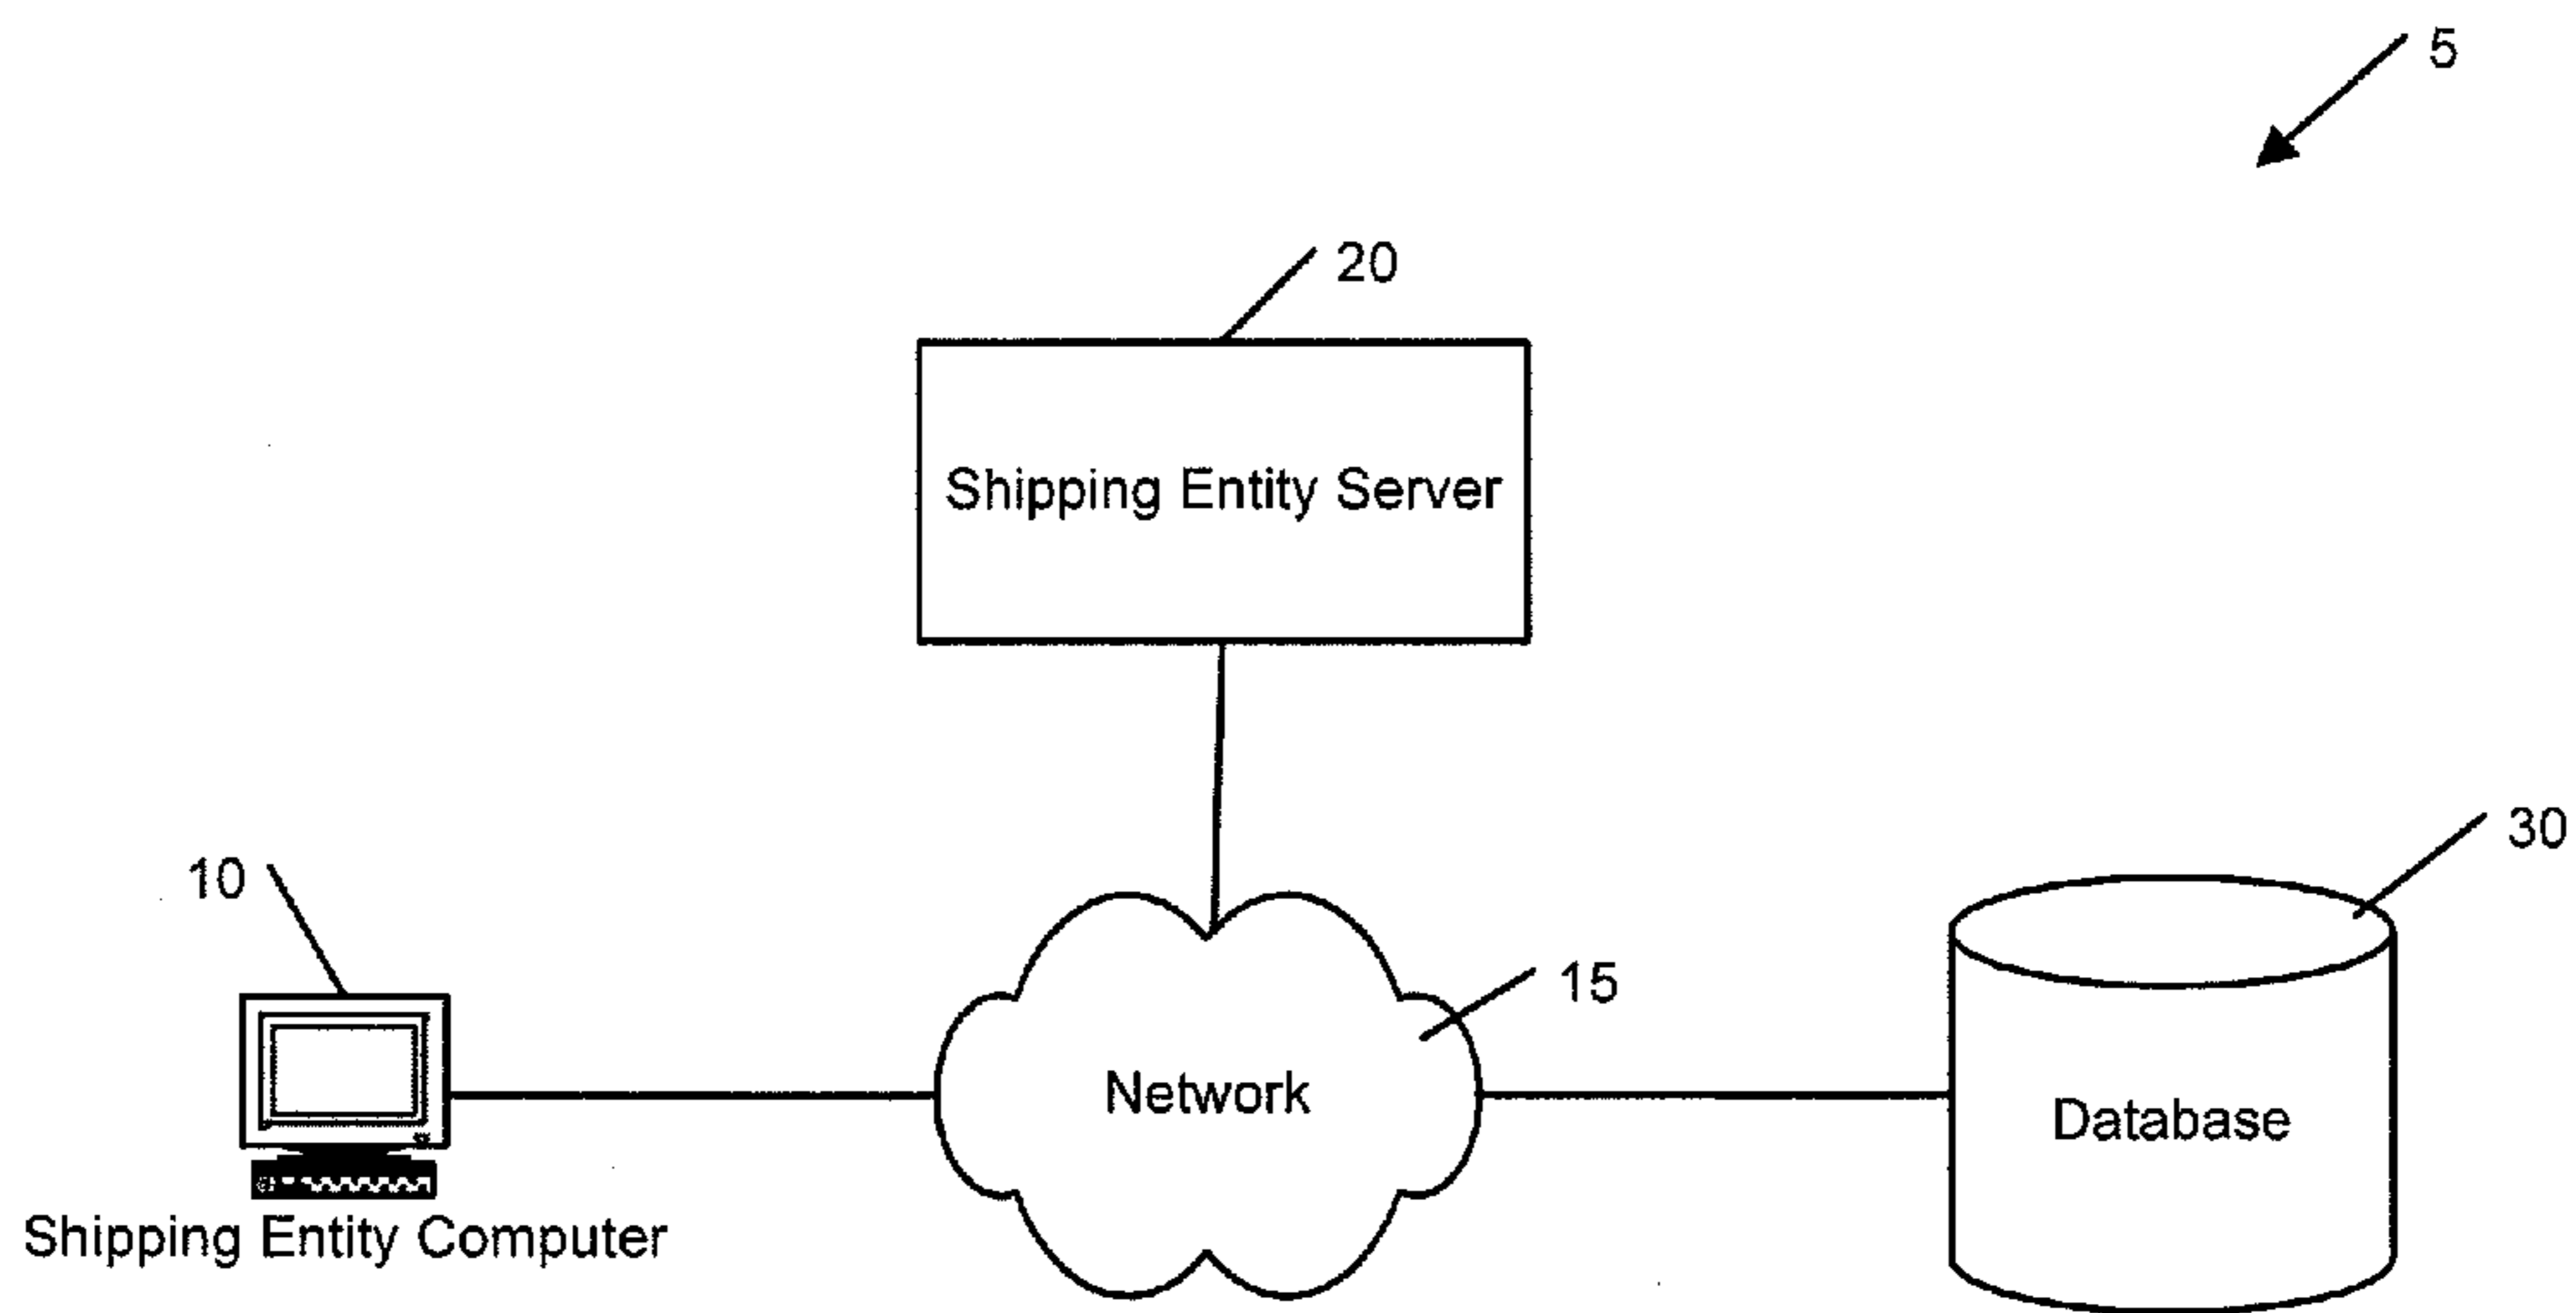 5
20
Shipping Entity Server
30
10
15
Network
Database
Shipping Entity Computer